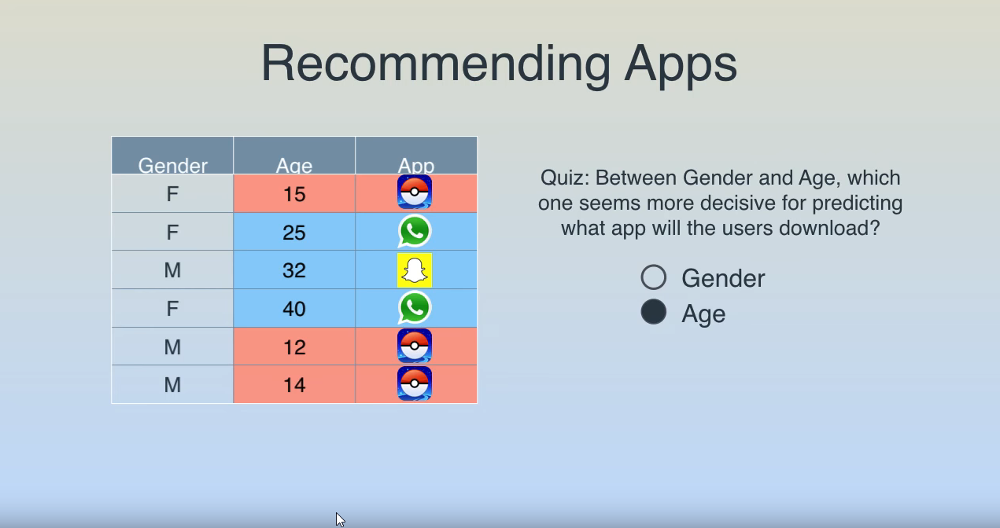 Recommending Apps
Gender Age App
F 15
F 25
M 32
F 40
M 12
M 14
Quiz: Between Gender and Age, which
one seems more decisive for predicting
what app will the users download?
Gender
Age